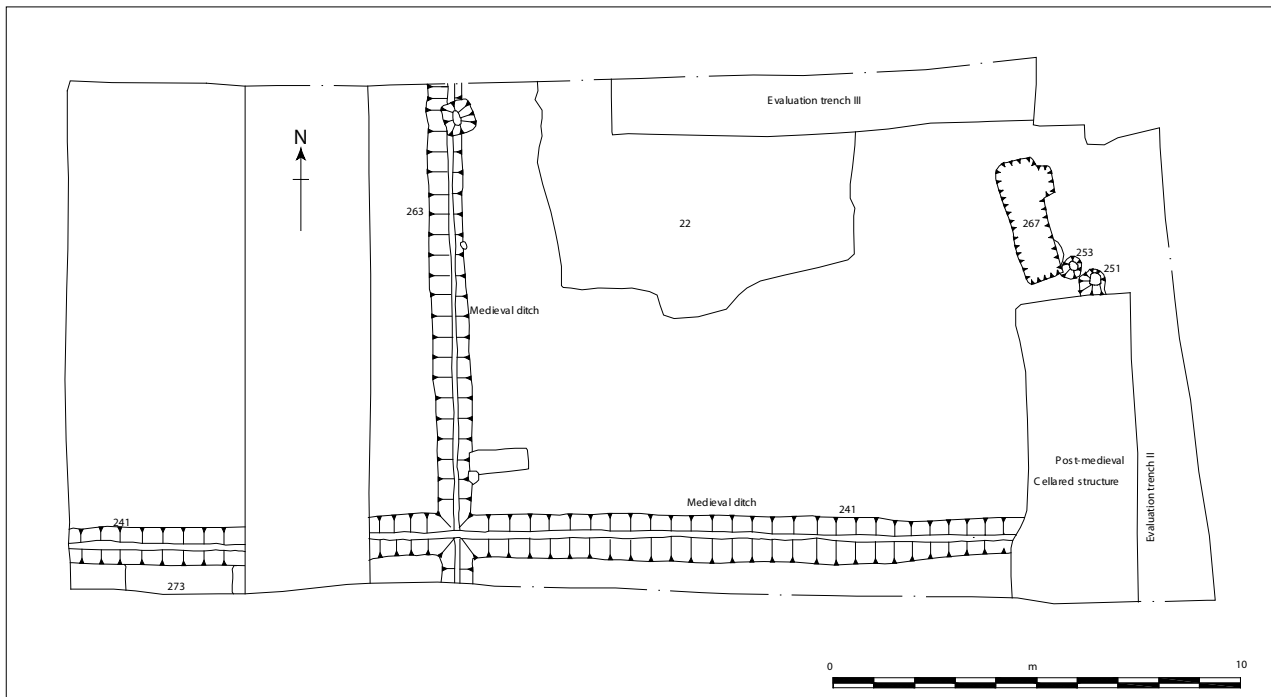 Evaluation trench III
N
263
22
267
253
251
Medieval ditch
Post-medieval
Cellared structure
Evaluation trench II
Medieval ditch
241
241
273
0 m 10